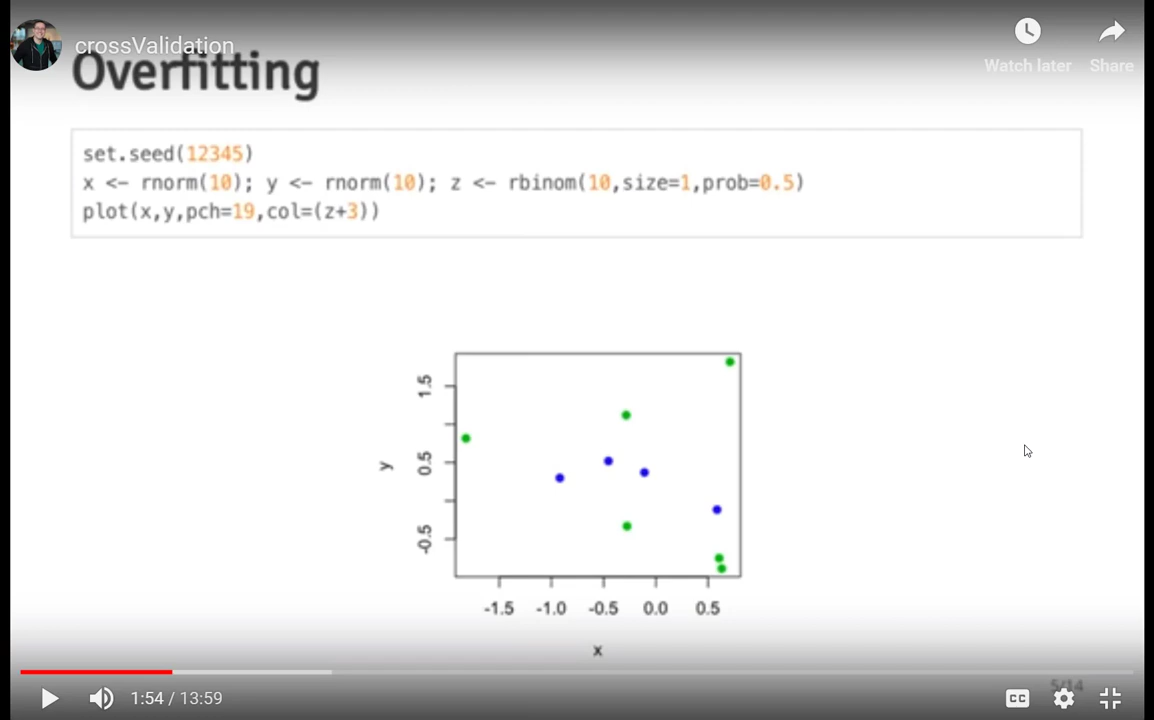 crossValidation
Watch later
Share
Overfitting
set.seed(12345)
x <- rnorm(10); y <- rnorm(10); z <- rbinom(10,size=1,prob=0.5)
plot(x,y,pch=19,col=(z+3))
1.5
0.5
-0.5
y
-1.5 -1.0 -0.5 0.0 0.5
x
5/14
1:54 / 13:59
CC